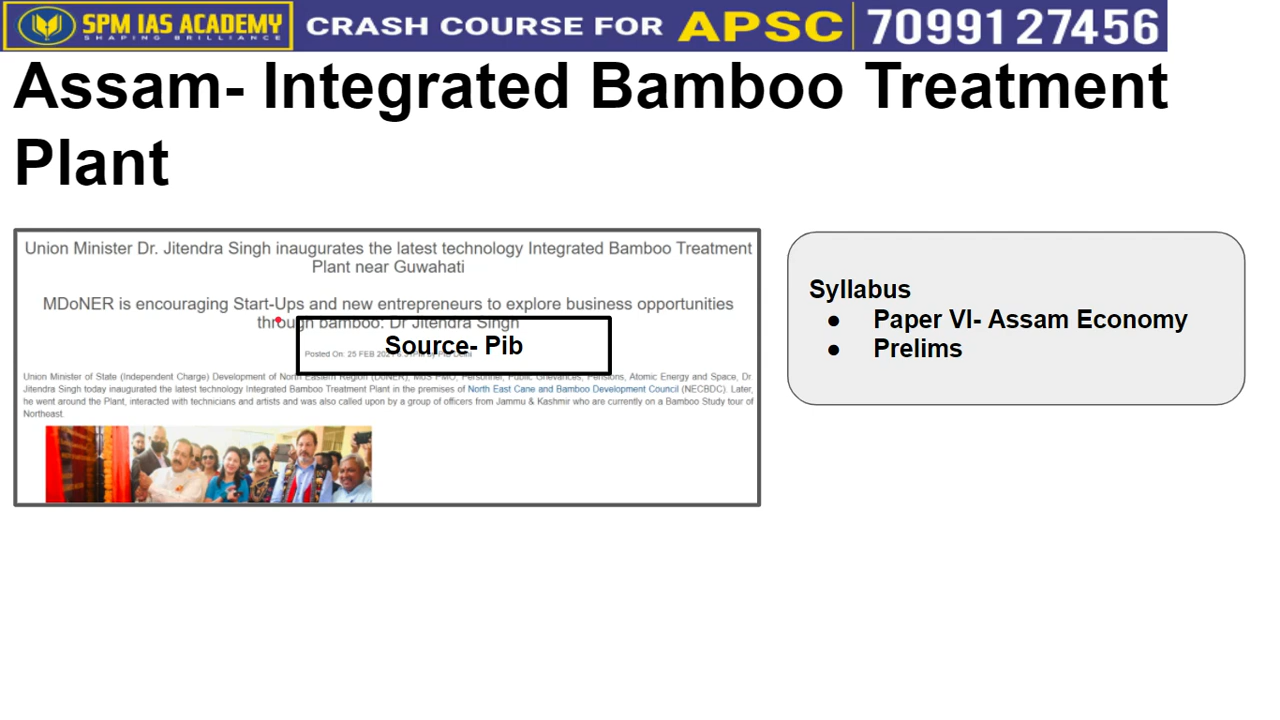 SPM IAS ACADEMY
SHAPING BRILLIANCE
CRASH COURSE FOR APSC 70991 27456
Assam- Integrated Bamboo Treatment
Plant
Union Minister Dr. Jitendra Singh inaugurates the latest technology Integrated Bamboo Treatment
Plant near Guwahati
MDoNER is encouraging Start-Ups and new entrepreneurs to explore business opportunities
through bamboo: Dr Jitendra Singh
Source- Pib
Posted On: 25 FEB
Union Minister of State (Independent Charge) Development of North Eastern Region (DoNER), MoS PMO, Personnel, Public Grievances, Pensions, Atomic Energy and Space, Dr
Jitendra Singh today inaugurated the latest technology Integrated Bamboo Treatment Plant in the premises of North East Cane and Bamboo Development Council (NECBDC). Later,
he went around the Plant, interacted with technicians and artists and was also called upon by a group of officers from Jammu & Kashmir who are currently on a Bamboo Study tour of
Northeast.
Syllabus
● Paper VI- Assam Economy
● Prelims